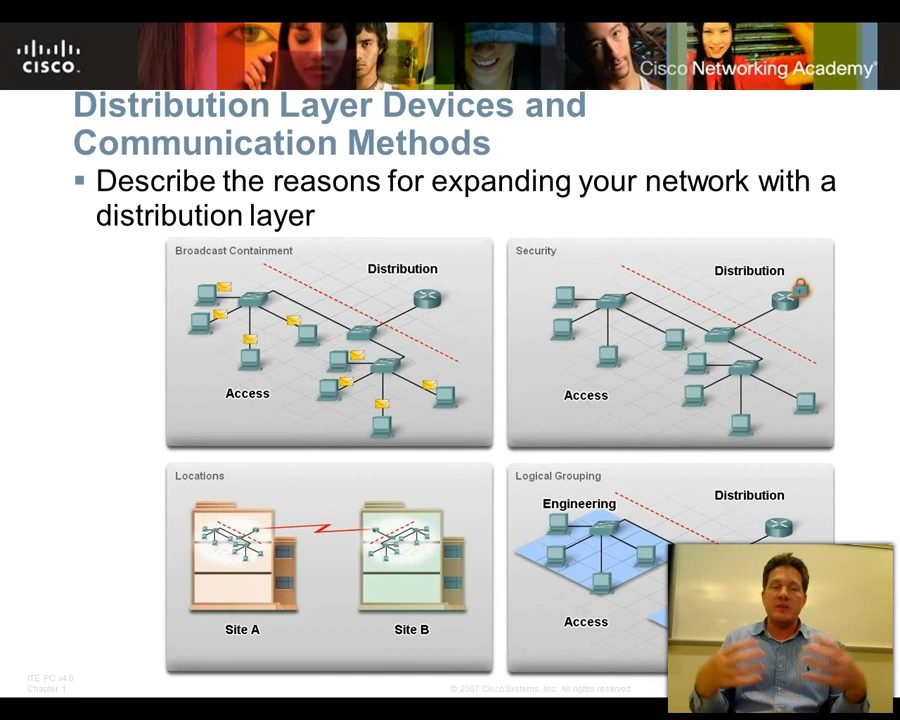 CISCO
Cisco Networking Academy
Distribution Layer Devices and
Communication Methods
Describe the reasons for expanding your network with a
distribution layer
Broadcast Containment
Distribution
Access
Security
Distribution
Access
Locations
Site A
Site B
Logical Grouping
Engineering
Distribution
Access
ITE PC v4.0
Chapter 1
© 2007 Cisco Systems, Inc. All rights reserved.